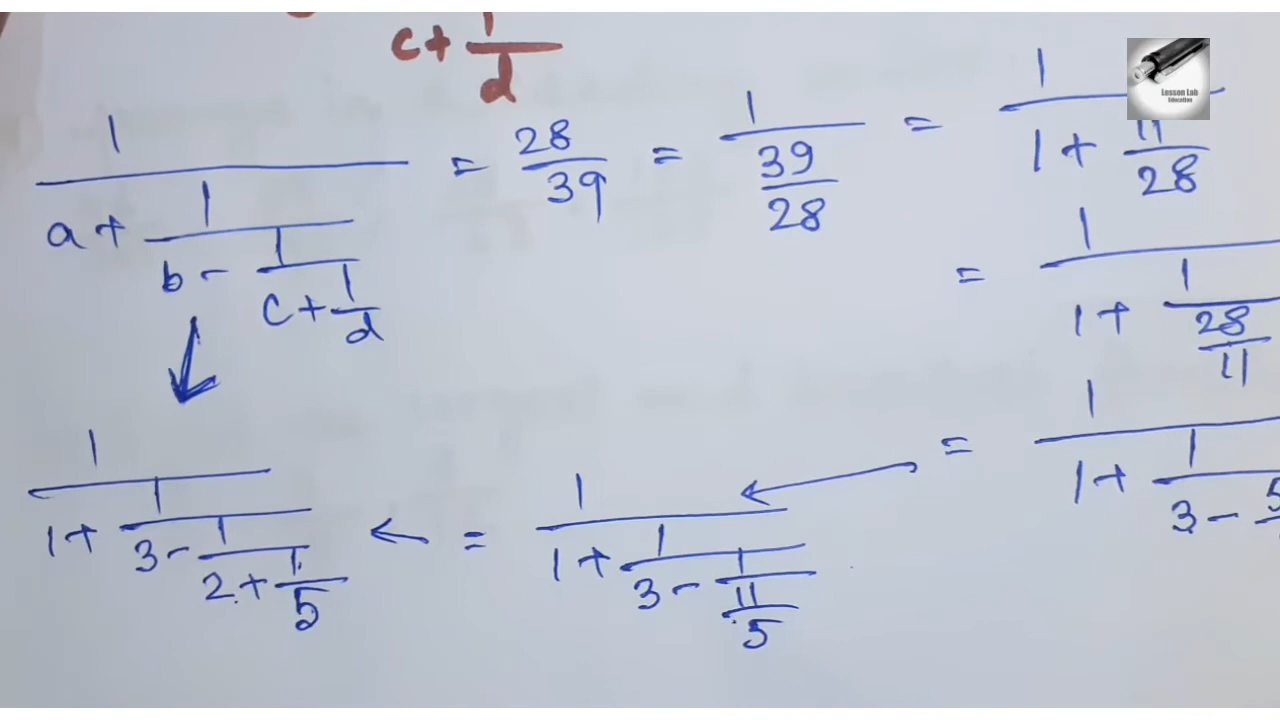 c + 1/d
1/(a + 1/(b - 1/(c + 1/d))) = 28/39 = 1/(39/28) = 1/(1 + 11/28)
Lesson Lab
Education
= 1/(1 + 1/(28/11))
= 1/(1 + 1/(3 - 5/
1/(1 + 1/(3 - 1/(2 + 1/5))) ← = 1/(1 + 1/(3 - 1/(11/5))) ←